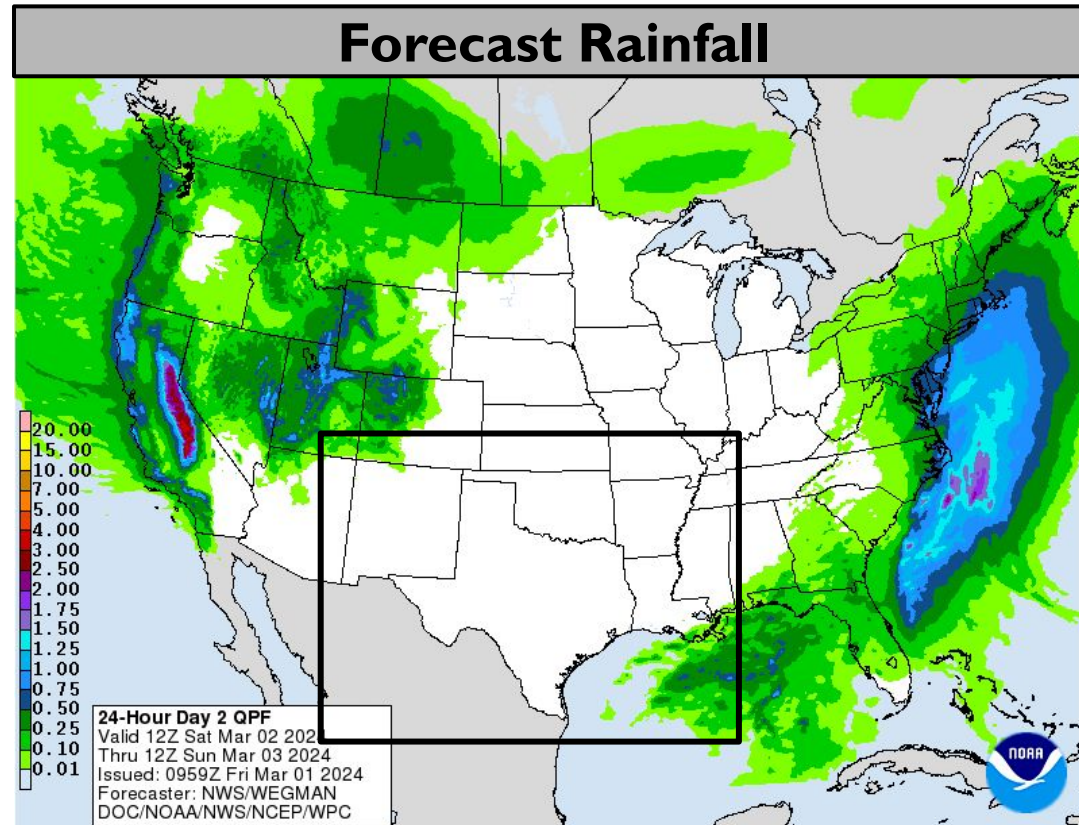 Forecast Rainfall
20.00
15.00
10.00
7.00
5.00
4.00
3.00
2.50
2.00
1.75
1.50
1.25
1.00
0.75
0.50
0.25
0.10
0.01
24-Hour Day 2 QPF
Valid 12Z Sat Mar 02 202
Thru 12Z Sun Mar 03 2024
Issued: 0959Z Fri Mar 01 2024
Forecaster: NWS/WEGMAN
DOC/NOAA/NWS/NCEP/WPC
NOAA